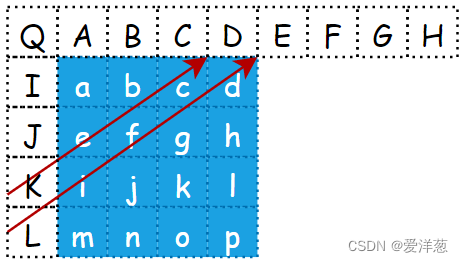 Q A B C D E F G H
I a b c d
J e f g h
K i j k l
L m n o p
CSDN @爱洋葱